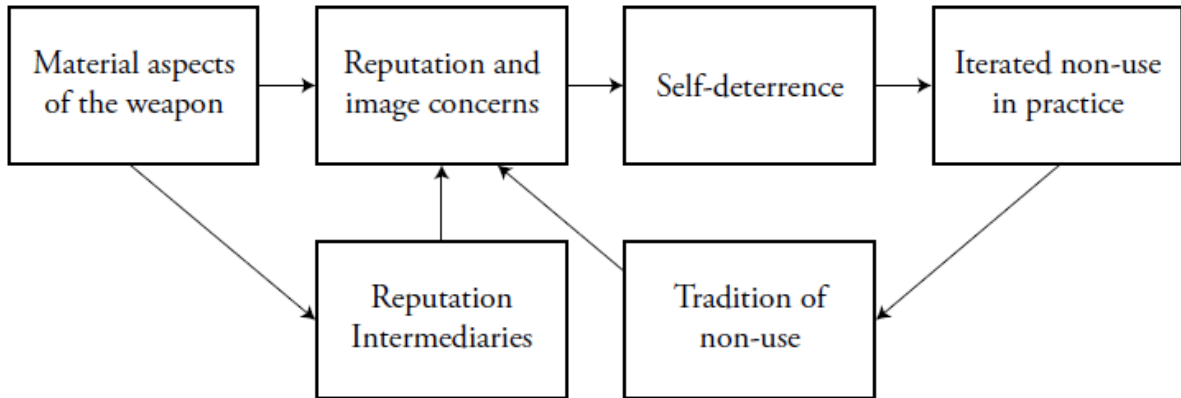 Material aspects
of the weapon
Reputation and
image concerns
Self-deterrence
Iterated non-use
in practice
Reputation
Intermediaries
Tradition of
non-use